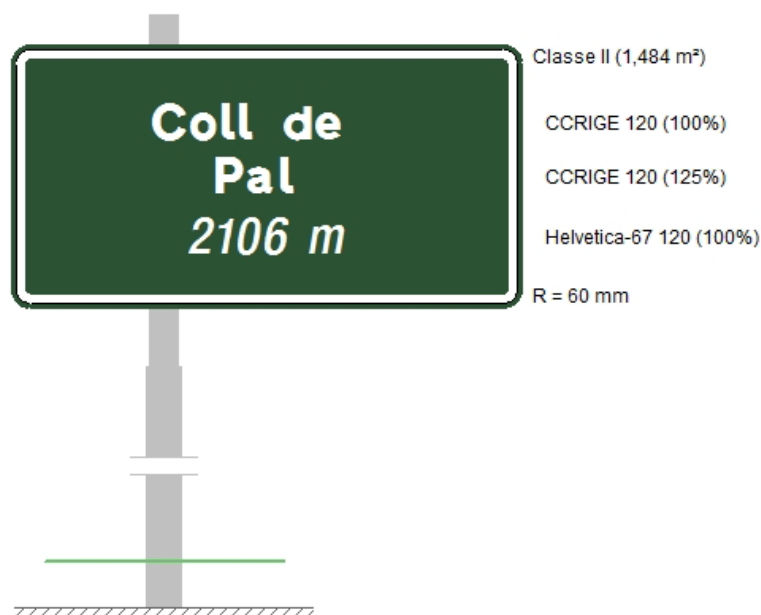 Classe II (1,484 m²)
Coll de
CCRIGE 120 (100%)
Pal
CCRIGE 120 (125%)
2106 m
Helvetica-67 120 (100%)
R = 60 mm